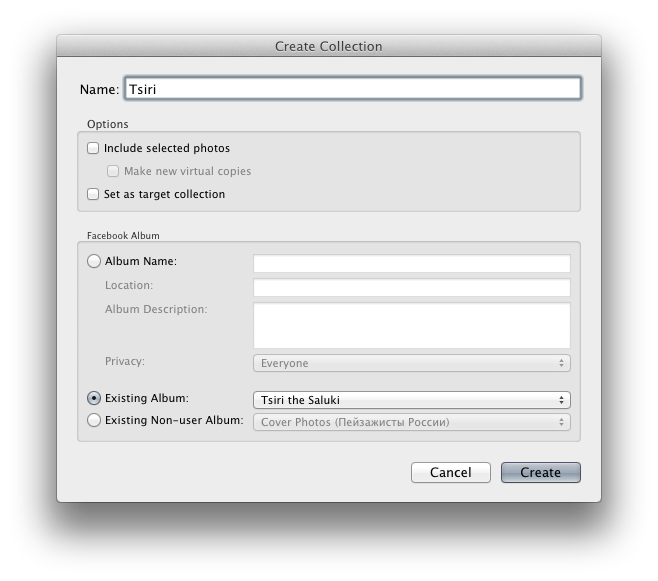 Create Collection
Name: Tsiri
Options
Include selected photos
Make new virtual copies
Set as target collection
Facebook Album
Album Name:
Location:
Album Description:
Privacy: Everyone
Existing Album: Tsiri the Saluki
Existing Non-user Album: Cover Photos (Пейзажисты России)
Cancel Create